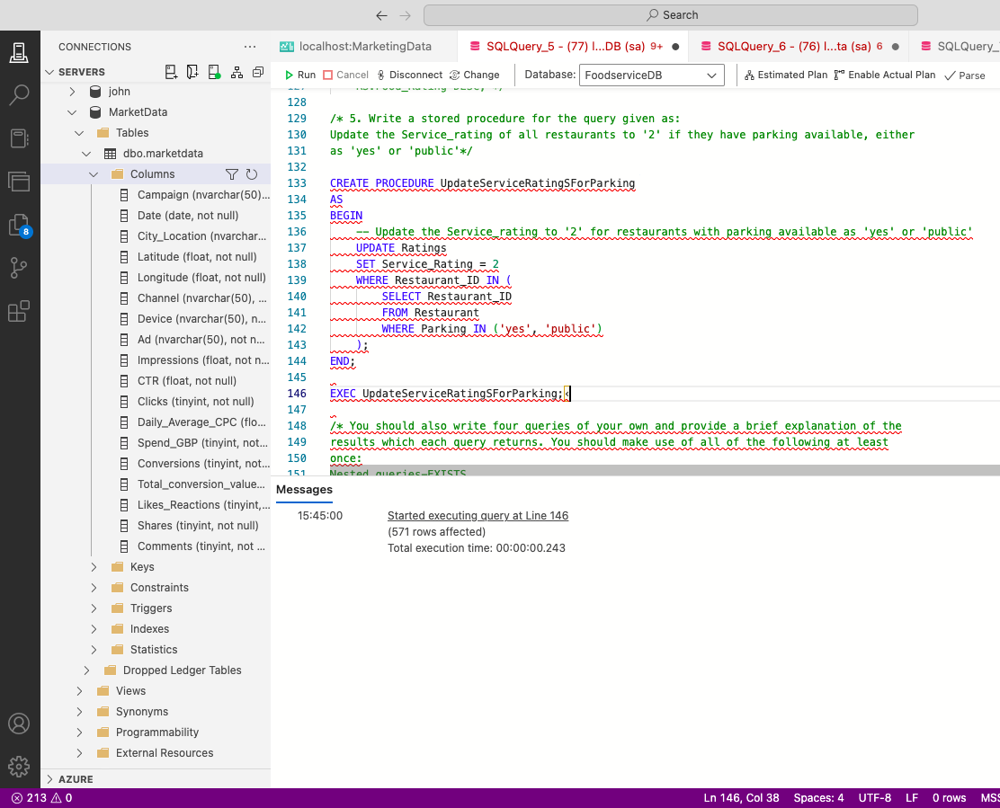 Search
CONNECTIONS
localhost:MarketingData
SQLQuery_5 - (77) l...DB (sa) 9+
SQLQuery_6 - (76) l...ta (sa) 6
SQLQuery_7
SERVERS
Run
Cancel
Disconnect
Change
Database:
FoodserviceDB
Estimated Plan
Enable Actual Plan
Parse
john
MarketData
Tables
dbo.marketdata
Columns
Campaign (nvarchar(50)...
Date (date, not null)
City_Location (nvarchar...
Latitude (float, not null)
Longitude (float, not null)
Channel (nvarchar(50), ...
Device (nvarchar(50), n...
Ad (nvarchar(50), not n...
Impressions (float, not n...
CTR (float, not null)
Clicks (tinyint, not null)
Daily_Average_CPC (flo...
Spend_GBP (tinyint, not...
Conversions (tinyint, not...
Total_conversion_value...
Likes_Reactions (tinyint,...
Shares (tinyint, not null)
Comments (tinyint, not ...
Keys
Constraints
Triggers
Indexes
Statistics
Dropped Ledger Tables
Views
Synonyms
Programmability
External Resources
AZURE
8
128
129 /* 5. Write a stored procedure for the query given as:
130 Update the Service_rating of all restaurants to '2' if they have parking available, either
131 as 'yes' or 'public'*/
132
133 CREATE PROCEDURE UpdateServiceRatingSForParking
134 AS
135 BEGIN
136 -- Update the Service_rating to '2' for restaurants with parking available as 'yes' or 'public'
137 UPDATE Ratings
138 SET Service_Rating = 2
139 WHERE Restaurant_ID IN (
140 SELECT Restaurant_ID
141 FROM Restaurant
142 WHERE Parking IN ('yes', 'public')
143 );
144 END;
145
146 EXEC UpdateServiceRatingSForParking;
147
148 /* You should also write four queries of your own and provide a brief explanation of the
149 results which each query returns. You should make use of all of the following at least
150 once:
151 Nested queries-EXISTS
Messages
15:45:00 Started executing query at Line 146
(571 rows affected)
Total execution time: 00:00:00.243
213 0
Ln 146, Col 38
Spaces: 4
UTF-8
LF
0 rows
MSS